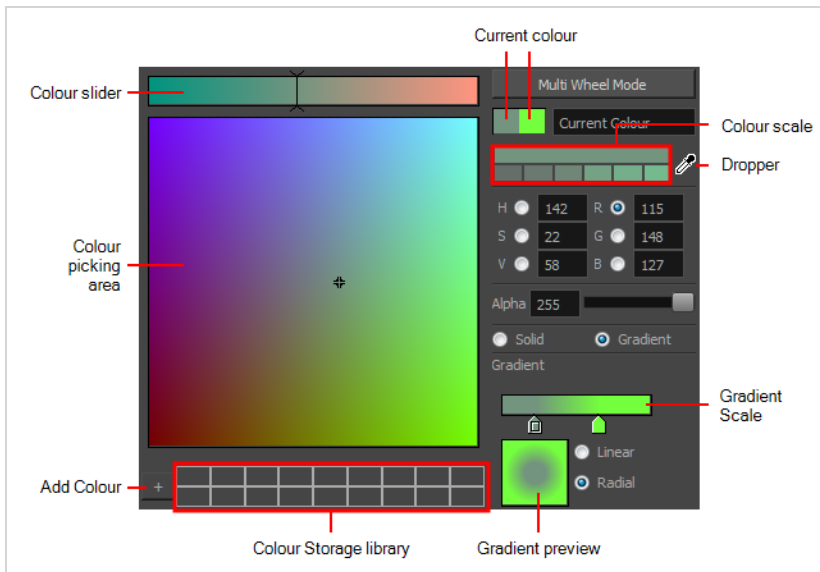 Current colour
Multi Wheel Mode
Colour slider
Current Colour
Colour scale
Dropper
H 142 R 115
S 22 G 148
V 58 B 127
Colour
picking
area
Alpha 255
Solid Gradient
Gradient
Gradient
Scale
Linear
Radial
Add Colour
+
Colour Storage library
Gradient preview